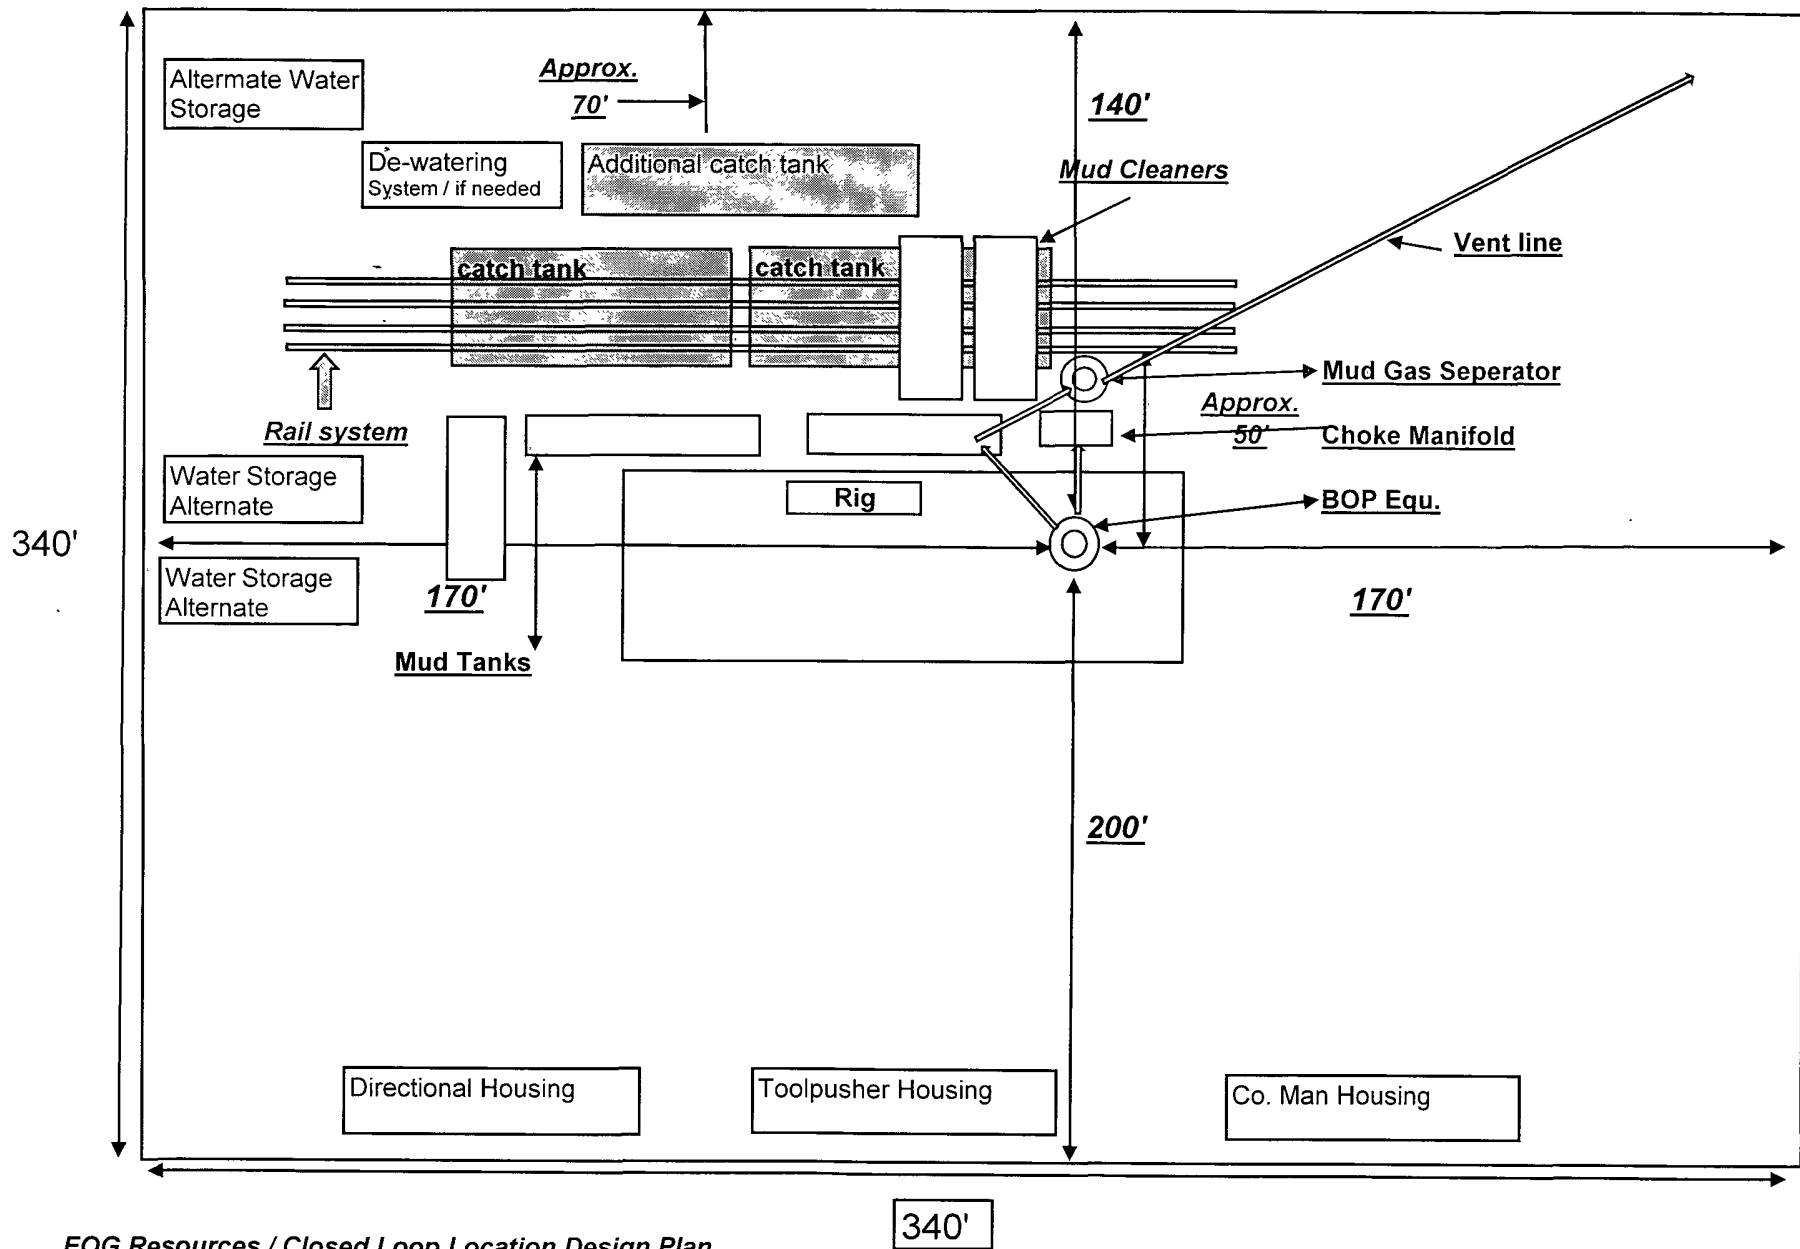 Altermate Water
Storage
Approx.
70'
140'
De-watering
System / if needed
Additional catch tank
Mud Cleaners
Vent line
catch tank
catch tank
Mud Gas Seperator
Approx.
50'
Rail system
Choke Manifold
Water Storage
Alternate
Rig
BOP Equ.
340'
Water Storage
Alternate
170'
170'
Mud Tanks
200'
Directional Housing
Toolpusher Housing
Co. Man Housing
340'
EOG Resources / Closed Loop Location Design Plan